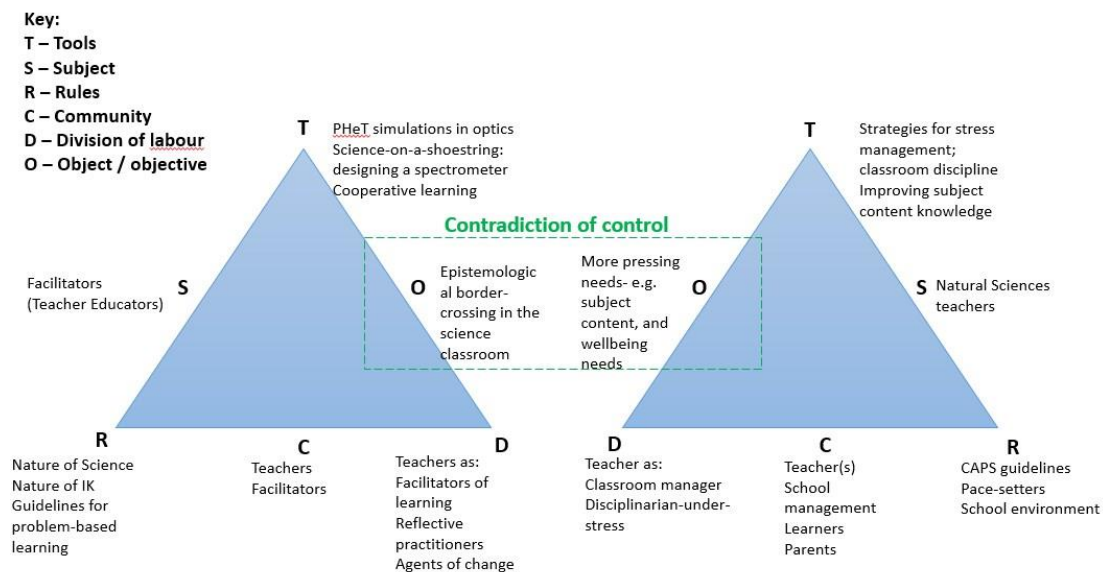 Key:
T – Tools
S – Subject
R – Rules
C – Community
D – Division of labour
O – Object / objective
T
PHeT simulations in optics
Science-on-a-shoestring:
designing a spectrometer
Cooperative learning
T
Strategies for stress
management;
classroom discipline
Improving subject
content knowledge
Contradiction of control
Facilitators
(Teacher Educators)
S
O
Epistemologic
al border-
crossing in the
science
classroom
More pressing
needs- e.g.
subject
content, and
wellbeing
needs
O
S
Natural Sciences
teachers
R
Nature of Science
Nature of IK
Guidelines for
problem-based
learning
C
Teachers
Facilitators
D
Teachers as:
Facilitators of
learning
Reflective
practitioners
Agents of change
D
Teacher as:
Classroom manager
Disciplinarian-under-
stress
C
Teacher(s)
School
management
Learners
Parents
R
CAPS guidelines
Pace-setters
School environment